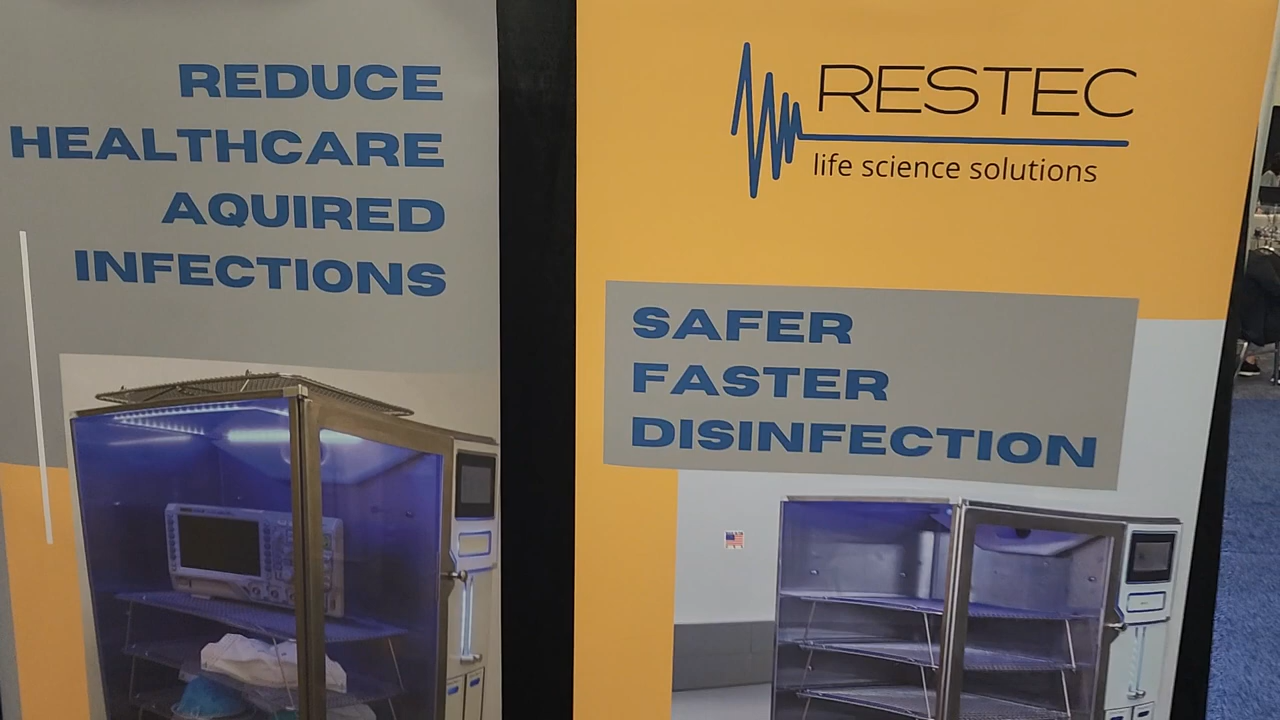 REDUCE
HEALTHCARE
AQUIRED
INFECTIONS
RESTEC
life science solutions
SAFER
FASTER
DISINFECTION